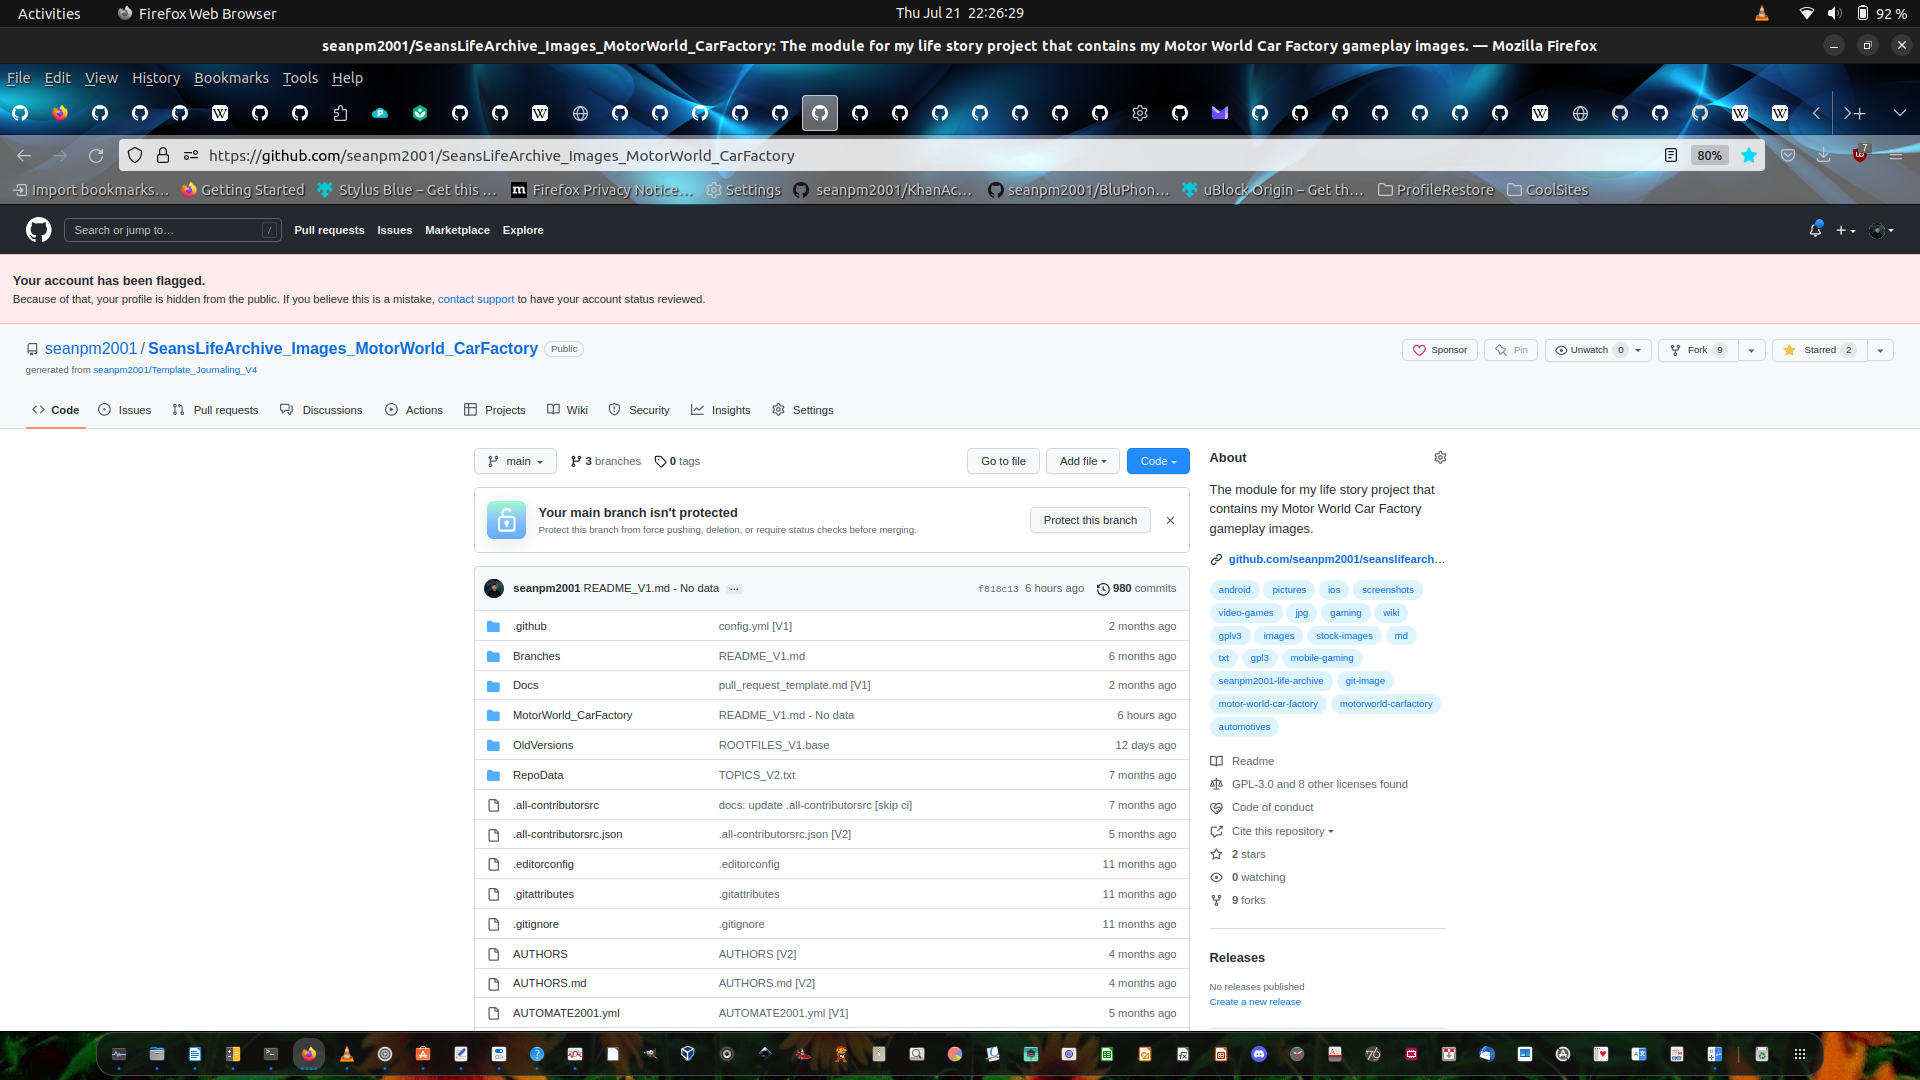 Activities
Firefox Web Browser
Thu Jul 21 22:26:29
92 %
seanpm2001/SeansLifeArchive_Images_MotorWorld_CarFactory: The module for my life story project that contains my Motor World Car Factory gameplay images. — Mozilla Firefox
File Edit View History Bookmarks Tools Help
https://github.com/seanpm2001/SeansLifeArchive_Images_MotorWorld_CarFactory
80%
7
Import bookmarks…
Getting Started
Stylus Blue – Get this …
Firefox Privacy Notice…
Settings
seanpm2001/KhanAc…
seanpm2001/BluPhon…
uBlock Origin – Get th…
ProfileRestore
CoolSites
Search or jump to…
/
Pull requests
Issues
Marketplace
Explore
Your account has been flagged.
Because of that, your profile is hidden from the public. If you believe this is a mistake, contact support to have your account status reviewed.
seanpm2001 / SeansLifeArchive_Images_MotorWorld_CarFactory
Public
generated from seanpm2001/Template_Journaling_V4
Sponsor
Pin
Unwatch 0
Fork 9
Starred 2
Code
Issues
Pull requests
Discussions
Actions
Projects
Wiki
Security
Insights
Settings
main
3 branches
0 tags
Go to file
Add file
Code
Your main branch isn't protected
Protect this branch from force pushing, deletion, or require status checks before merging.
Protect this branch
seanpm2001 README_V1.md - No data …
f818c13 6 hours ago
980 commits
.github config.yml [V1] 2 months ago
Branches README_V1.md 6 months ago
Docs pull_request_template.md [V1] 2 months ago
MotorWorld_CarFactory README_V1.md - No data 6 hours ago
OldVersions ROOTFILES_V1.base 12 days ago
RepoData TOPICS_V2.txt 7 months ago
.all-contributorsrc docs: update .all-contributorsrc [skip ci] 7 months ago
.all-contributorsrc.json .all-contributorsrc.json [V2] 5 months ago
.editorconfig .editorconfig 11 months ago
.gitattributes .gitattributes 11 months ago
.gitignore .gitignore 11 months ago
AUTHORS AUTHORS [V2] 4 months ago
AUTHORS.md AUTHORS.md [V2] 4 months ago
AUTOMATE2001.yml AUTOMATE2001.yml [V1] 5 months ago
About
The module for my life story project that
contains my Motor World Car Factory
gameplay images.
github.com/seanpm2001/seanslifearch…
android pictures ios screenshots
video-games jpg gaming wiki
gplv3 images stock-images md
txt gpl3 mobile-gaming
seanpm2001-life-archive git-image
motor-world-car-factory motorworld-carfactory
automotives
Readme
GPL-3.0 and 8 other licenses found
Code of conduct
Cite this repository
2 stars
0 watching
9 forks
Releases
No releases published
Create a new release